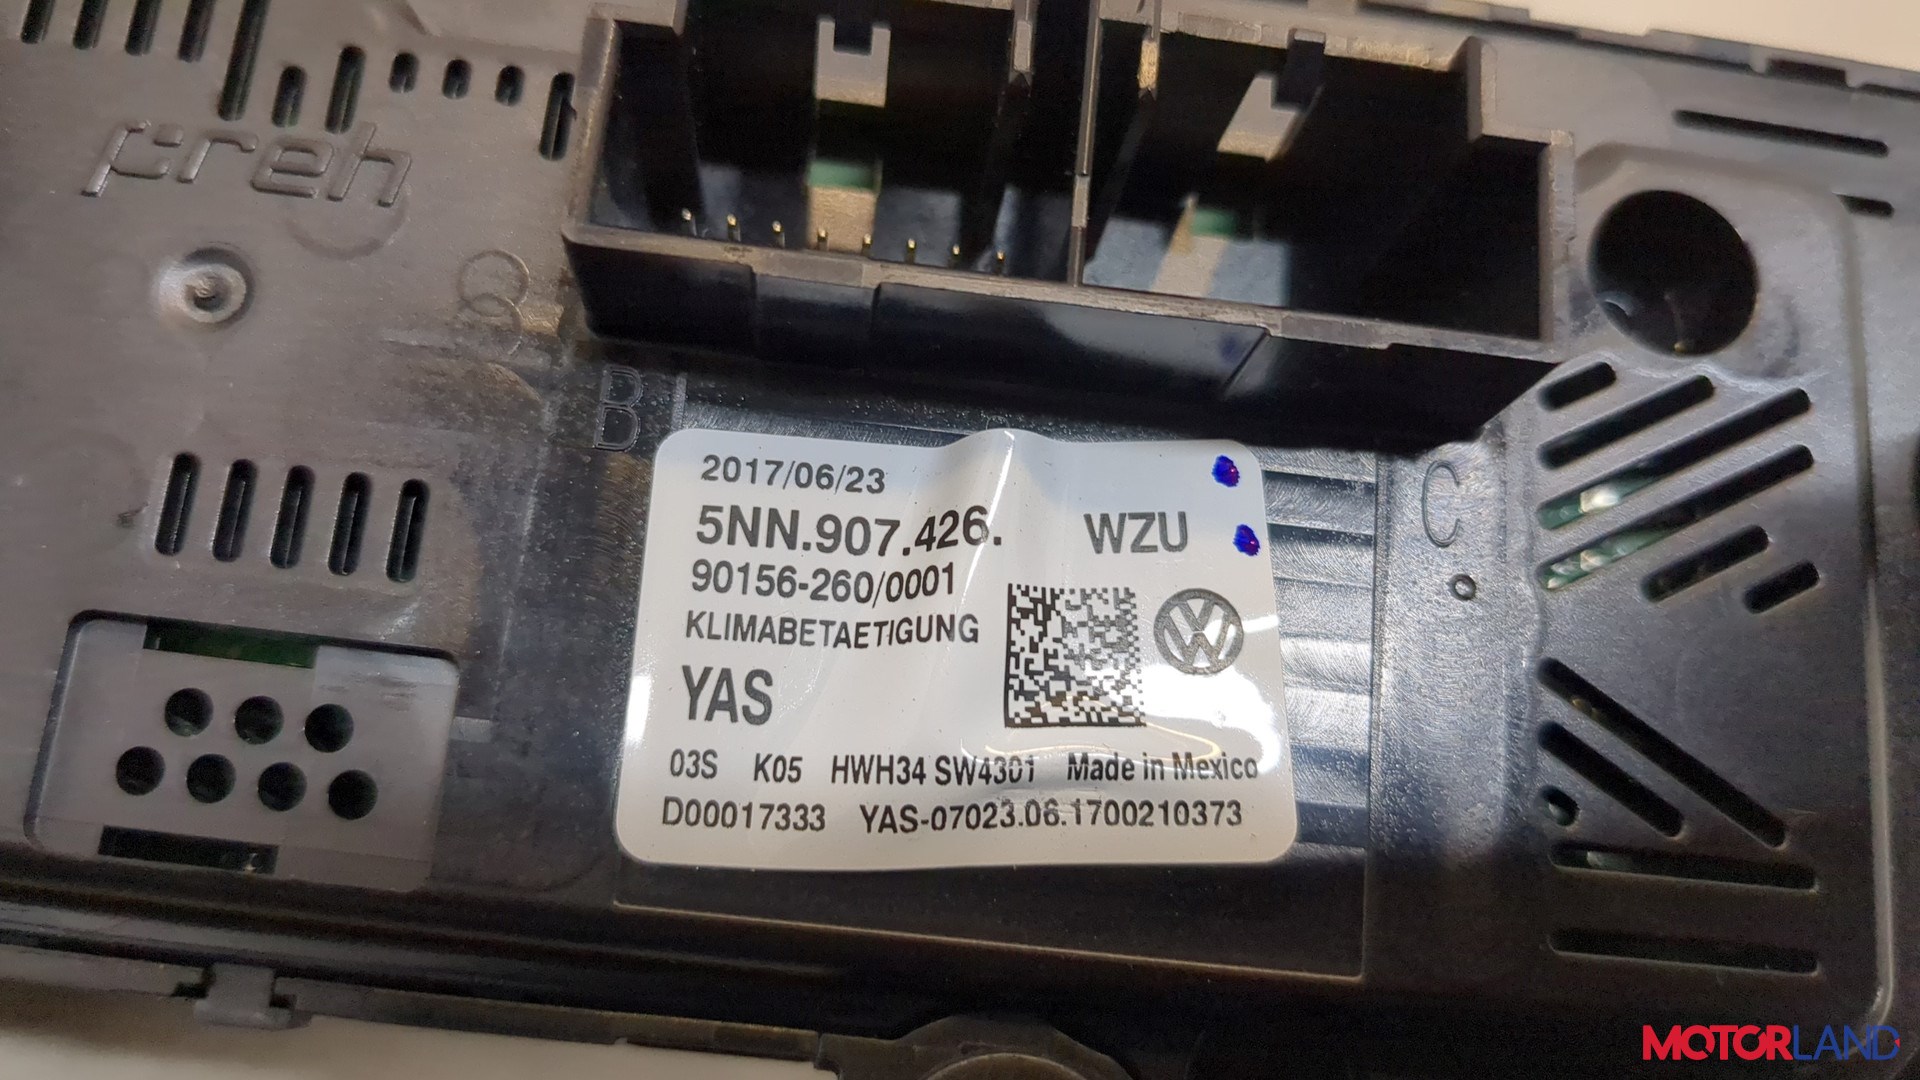 preh
B
D
C
2017/06/23
5NN.907.426. WZU
90156-260/0001
KLIMABETAETIGUNG
YAS
03S K05 HWH34 SW4301 Made in Mexico
D00017333 YAS-07023.06.1700210373
MOTORLAND